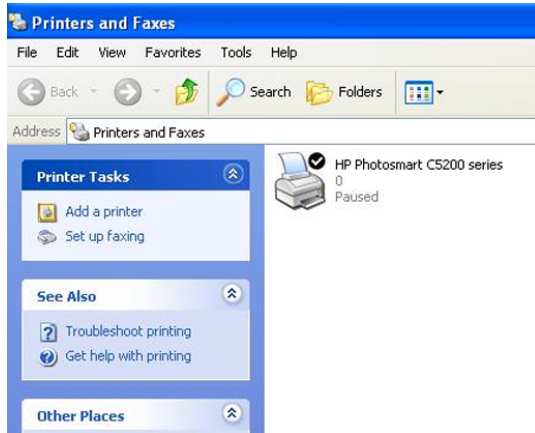 Printers and Faxes
File Edit View Favorites Tools Help
Back Search Folders
Address Printers and Faxes
Printer Tasks
Add a printer
Set up faxing
See Also
Troubleshoot printing
Get help with printing
Other Places
HP Photosmart C5200 series
0
Paused